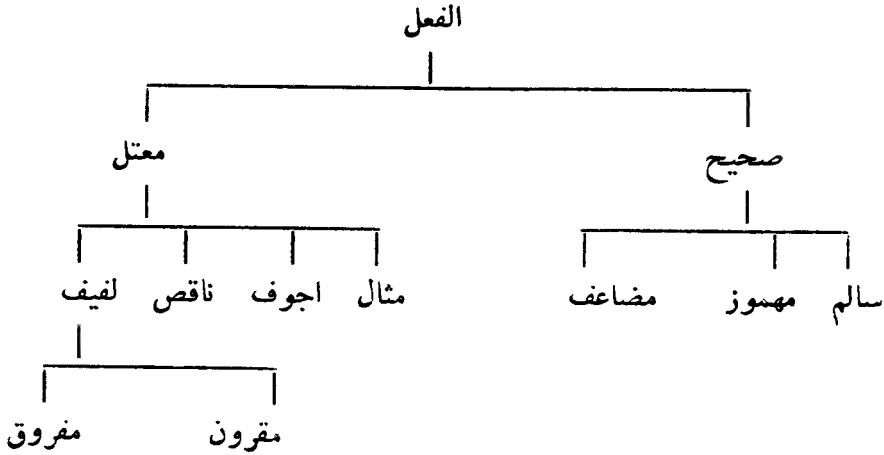 الفعل
صحيح معتل
سالم مهموز مضاعف مثال اجوف ناقص لفيف
مقرون مفروق